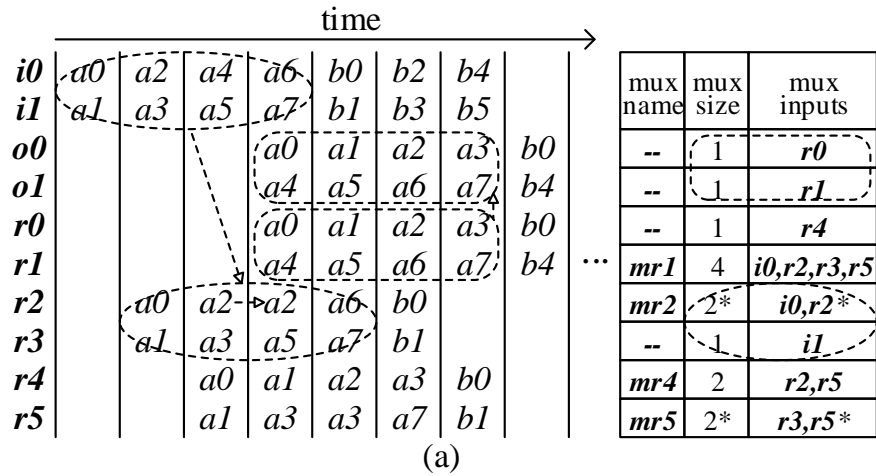 time
mux name mux size mux inputs
i0 a0 a2 a4 a6 b0 b2 b4
i1 a1 a3 a5 a7 b1 b3 b5
o0 a0 a1 a2 a3 b0 -- 1 r0
o1 a4 a5 a6 a7 b4 -- 1 r1
r0 a0 a1 a2 a3 b0 -- 1 r4
r1 a4 a5 a6 a7 b4 ... mr1 4 i0,r2,r3,r5
r2 a0 a2 a2 a6 b0 mr2 2* i0,r2*
r3 a1 a3 a5 a7 b1 -- 1 i1
r4 a0 a1 a2 a3 b0 mr4 2 r2,r5
r5 a1 a3 a3 a7 b1 mr5 2* r3,r5*
(a)